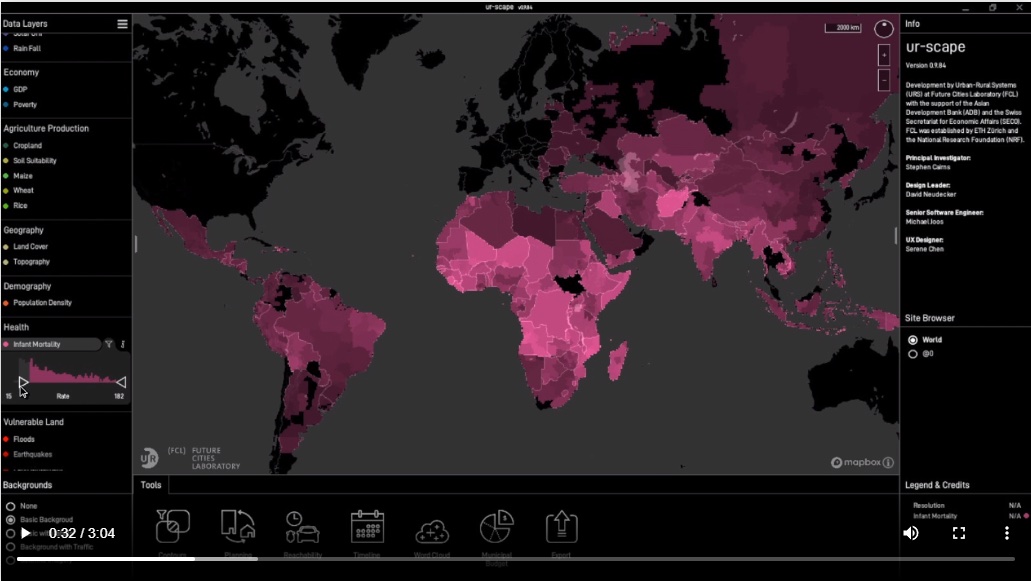 ur-scape v0.9.84
Data Layers
Rain Fall
Economy
GDP
Poverty
Agriculture Production
Cropland
Soil Suitability
Maize
Wheat
Rice
Geography
Land Cover
Topography
Demography
Population Density
Health
Infant Mortality
15 Rate 182
Vulnerable Land
Floods
Earthquakes
Backgrounds
None
Basic Background
Background with Traffic
0:32 / 3:04
2000 km
+
-
UR
(FCL) FUTURE
CITIES
LABORATORY
mapbox
Tools
Contours
Planning
Reachability
Timeline
Word Cloud
Municipal
Budget
Export
Info
ur-scape
Version 0.9.84
Development by Urban-Rural Systems
(URS) at Future Cities Laboratory (FCL)
with the support of the Asian
Development Bank (ADB) and the Swiss
Secretariat for Economic Affairs (SECO).
FCL was established by ETH Zürich and
the National Research Foundation (NRF).
Principal Investigator:
Stephen Cairns
Design Leader:
David Neudecker
Senior Software Engineer:
Michael Joos
UX Designer:
Serene Chen
Site Browser
World
@0
Legend & Credits
Resolution N/A
Infant Mortality N/A